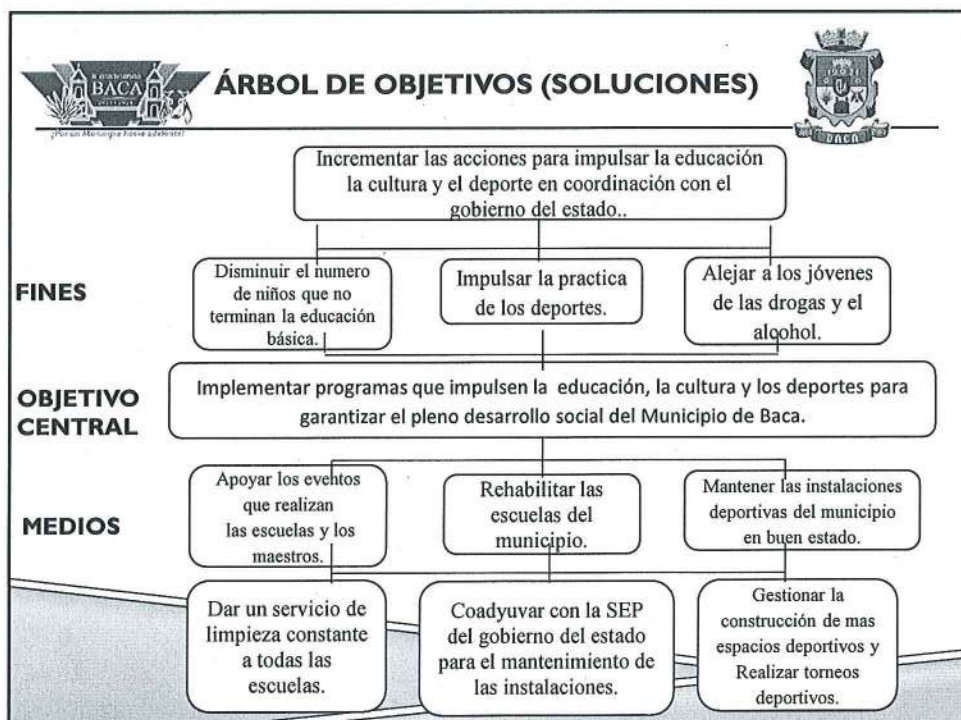 BACA
¡Por un Municipio hacia adelante!
ÁRBOL DE OBJETIVOS (SOLUCIONES)
BACA
Incrementar las acciones para impulsar la educación
la cultura y el deporte en coordinación con el
gobierno del estado..
FINES
Disminuir el numero
de niños que no
terminan la educación
básica.
Impulsar la practica
de los deportes.
Alejar a los jóvenes
de las drogas y el
alcohol.
OBJETIVO
CENTRAL
Implementar programas que impulsen la educación, la cultura y los deportes para
garantizar el pleno desarrollo social del Municipio de Baca.
MEDIOS
Apoyar los eventos
que realizan
las escuelas y los
maestros.
Rehabilitar las
escuelas del
municipio.
Mantener las instalaciones
deportivas del municipio
en buen estado.
Dar un servicio de
limpieza constante
a todas las
escuelas.
Coadyuvar con la SEP
del gobierno del estado
para el mantenimiento de
las instalaciones.
Gestionar la
construcción de mas
espacios deportivos y
Realizar torneos
deportivos.